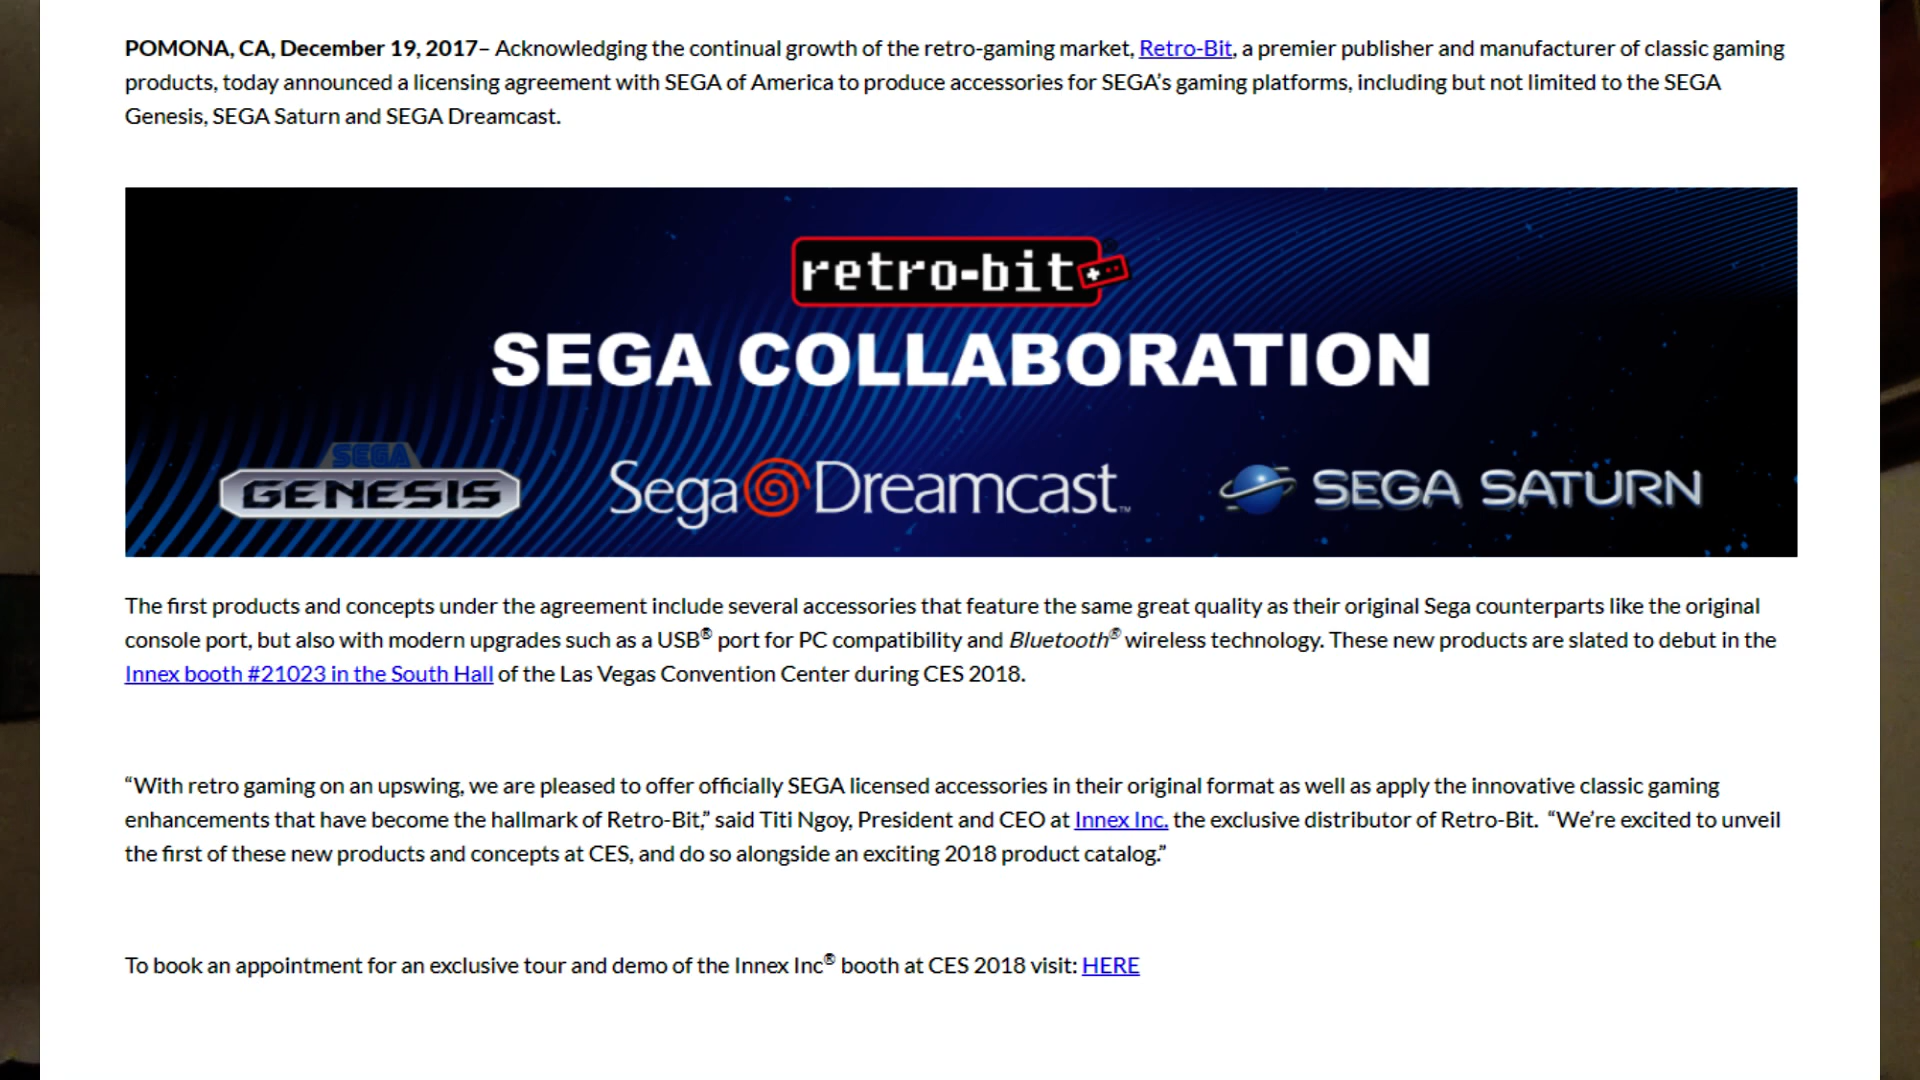 POMONA, CA, December 19, 2017– Acknowledging the continual growth of the retro-gaming market, Retro-Bit, a premier publisher and manufacturer of classic gaming
products, today announced a licensing agreement with SEGA of America to produce accessories for SEGA’s gaming platforms, including but not limited to the SEGA
Genesis, SEGA Saturn and SEGA Dreamcast.
retro-bit®
SEGA COLLABORATION
SEGA
GENESIS
Sega Dreamcast™
SEGA SATURN
The first products and concepts under the agreement include several accessories that feature the same great quality as their original Sega counterparts like the original
console port, but also with modern upgrades such as a USB® port for PC compatibility and Bluetooth® wireless technology. These new products are slated to debut in the
Innex booth #21023 in the South Hall of the Las Vegas Convention Center during CES 2018.
“With retro gaming on an upswing, we are pleased to offer officially SEGA licensed accessories in their original format as well as apply the innovative classic gaming
enhancements that have become the hallmark of Retro-Bit,” said Titi Ngoy, President and CEO at Innex Inc. the exclusive distributor of Retro-Bit. “We’re excited to unveil
the first of these new products and concepts at CES, and do so alongside an exciting 2018 product catalog.”
To book an appointment for an exclusive tour and demo of the Innex Inc® booth at CES 2018 visit: HERE